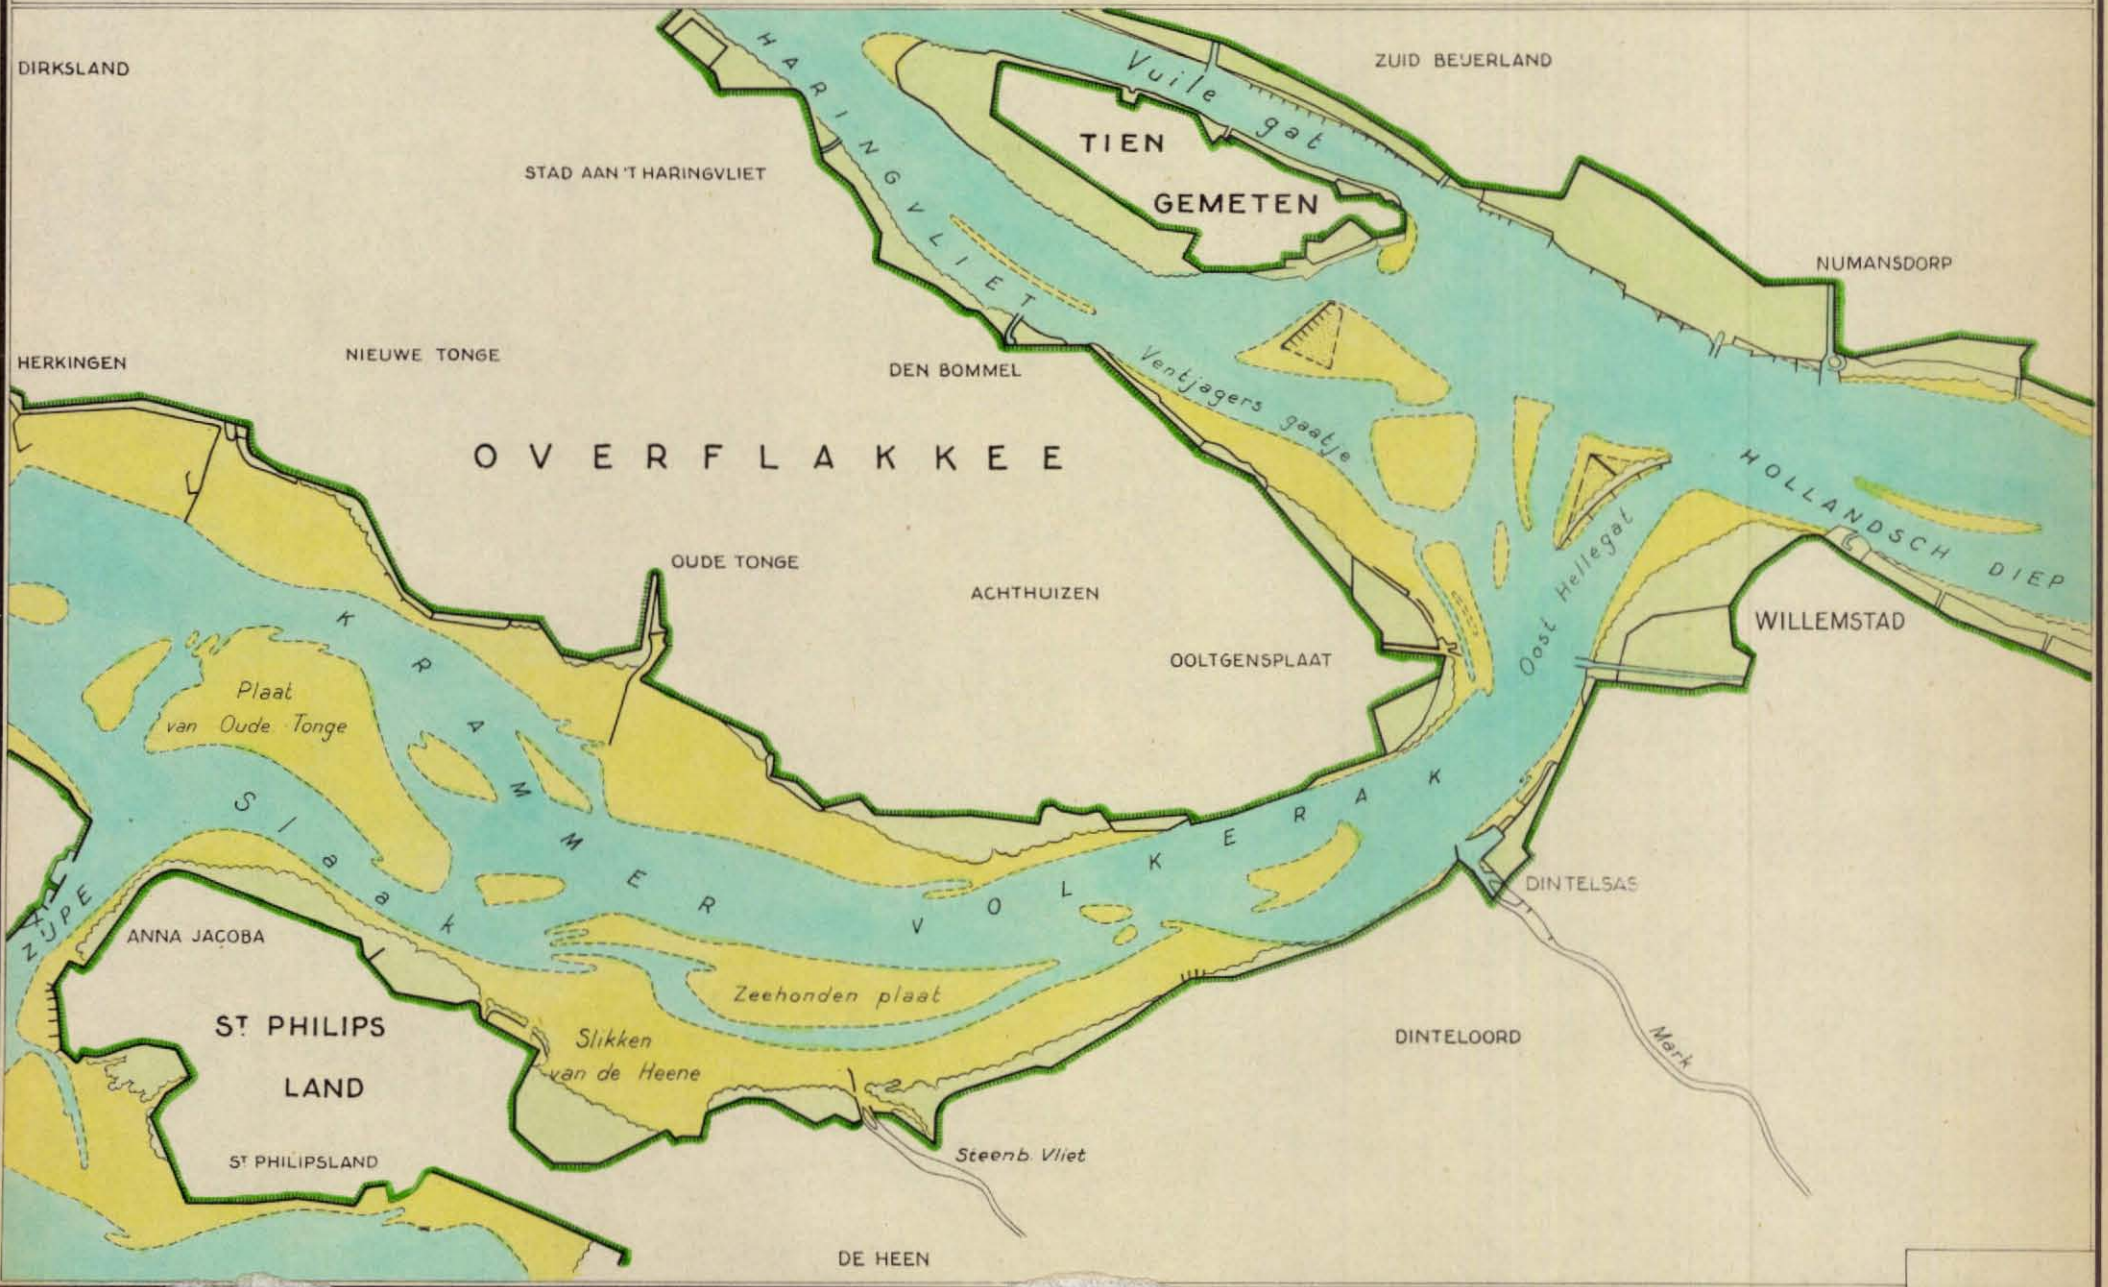 DIRKSLAND
HARINGVLIET
Vuile gat
ZUID BEIJERLAND
STAD AAN 'T HARINGVLIET
TIEN
GEMETEN
NUMANSDORP
HERKINGEN
NIEUWE TONGE
DEN BOMMEL
Ventjagers gaatje
OVERFLAKKEE
HOLLANDSCH DIEP
OUDE TONGE
ACHTHUIZEN
Oost Hellegat
WILLEMSTAD
OOLTGENSPLAAT
KRAMMER
Plaat
van Oude Tonge
Slaak
VOLKERAK
DINTELSAS
ZIJPE
ANNA JACOBA
Zeehonden plaat
ST PHILIPS
LAND
Slikken
van de Heene
DINTELOORD
Mark
ST PHILIPSLAND
Steenb. Vliet
DE HEEN